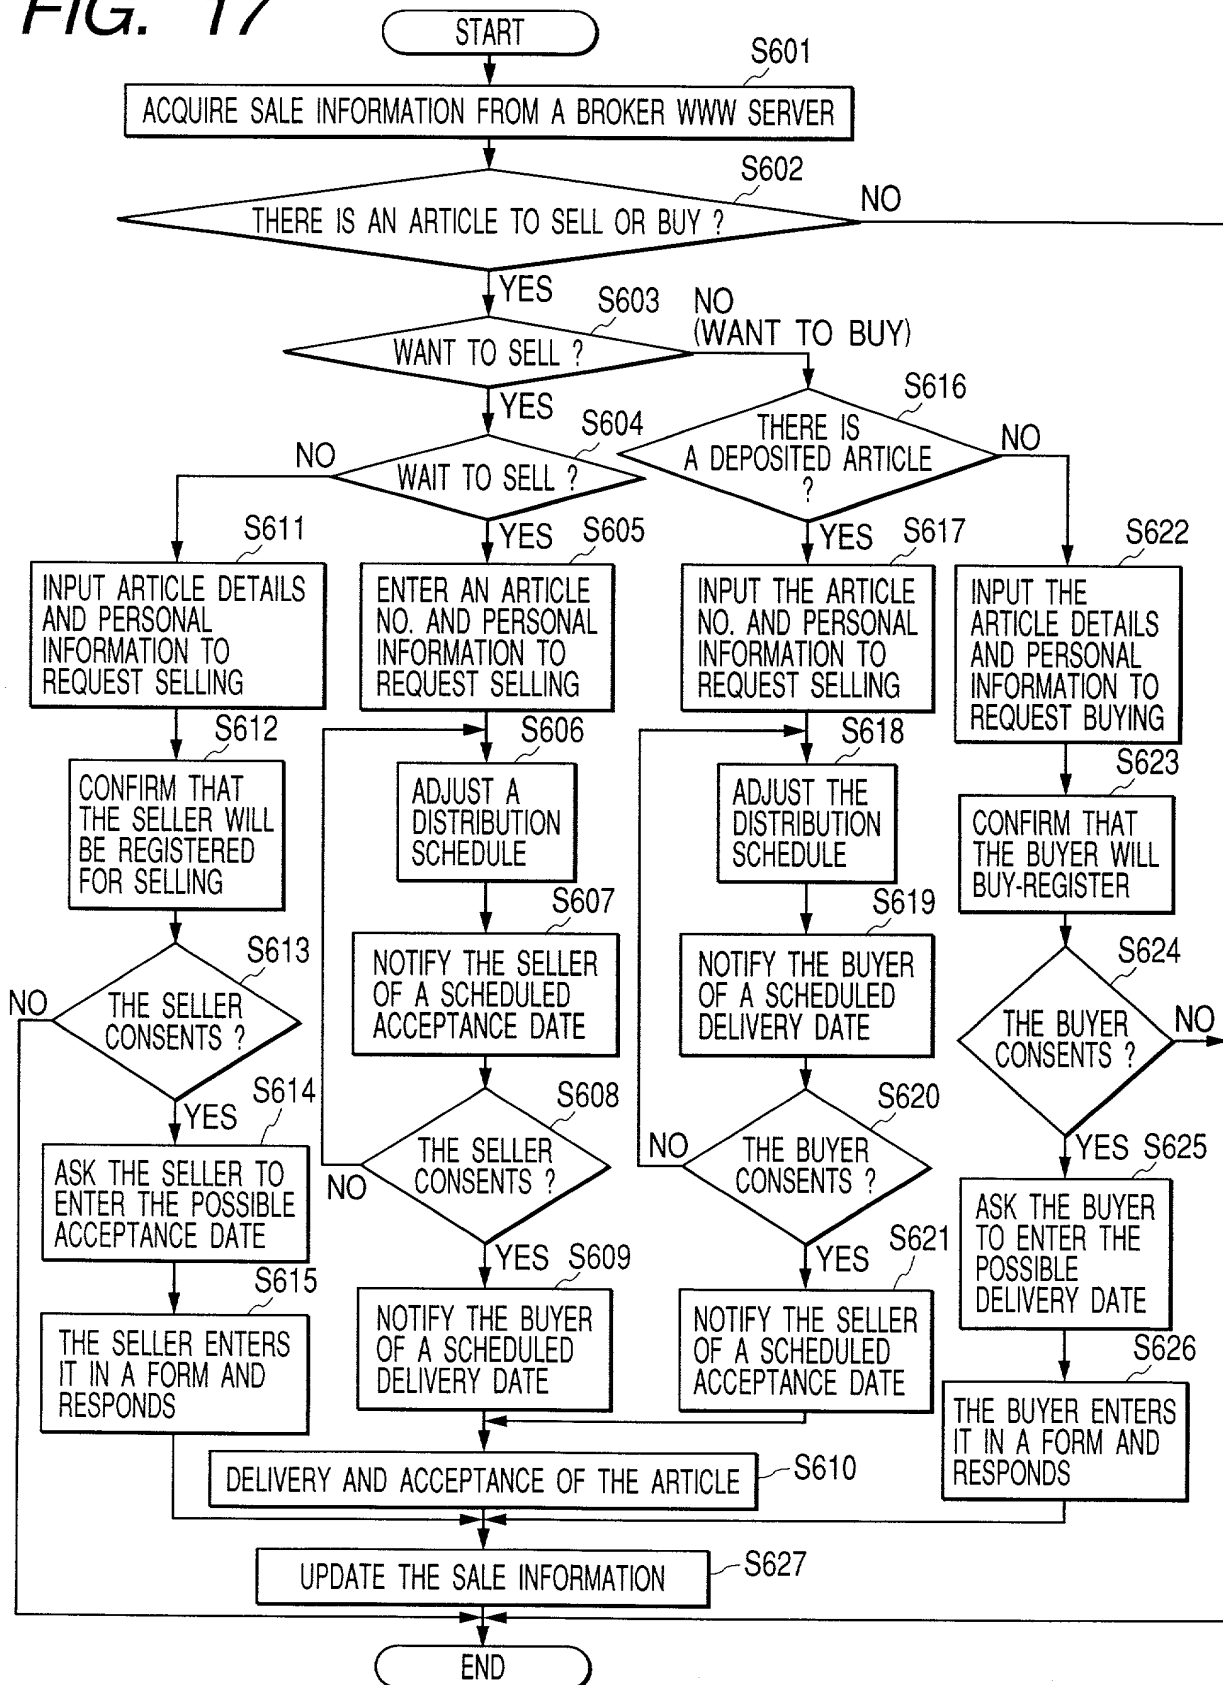 FIG. 17
START
S601
ACQUIRE SALE INFORMATION FROM A BROKER WWW SERVER
S602
THERE IS AN ARTICLE TO SELL OR BUY ?
NO
YES
S603
WANT TO SELL ?
NO
(WANT TO BUY)
YES
S604
WAIT TO SELL ?
NO
YES
S616
THERE IS
A DEPOSITED ARTICLE
?
NO
YES
S611
INPUT ARTICLE DETAILS
AND PERSONAL
INFORMATION TO
REQUEST SELLING
S612
CONFIRM THAT
THE SELLER WILL
BE REGISTERED
FOR SELLING
S613
THE SELLER
CONSENTS ?
NO
YES
S614
ASK THE SELLER TO
ENTER THE POSSIBLE
ACCEPTANCE DATE
S615
THE SELLER ENTERS
IT IN A FORM AND
RESPONDS
S605
ENTER AN ARTICLE
NO. AND PERSONAL
INFORMATION TO
REQUEST SELLING
S606
ADJUST A
DISTRIBUTION
SCHEDULE
S607
NOTIFY THE SELLER
OF A SCHEDULED
ACCEPTANCE DATE
S608
THE SELLER
CONSENTS ?
NO
YES
S609
NOTIFY THE BUYER
OF A SCHEDULED
DELIVERY DATE
S617
INPUT THE ARTICLE
NO. AND PERSONAL
INFORMATION TO
REQUEST SELLING
S618
ADJUST THE
DISTRIBUTION
SCHEDULE
S619
NOTIFY THE BUYER
OF A SCHEDULED
DELIVERY DATE
S620
THE BUYER
CONSENTS ?
NO
YES
S621
NOTIFY THE SELLER
OF A SCHEDULED
ACCEPTANCE DATE
S622
INPUT THE
ARTICLE DETAILS
AND PERSONAL
INFORMATION TO
REQUEST BUYING
S623
CONFIRM THAT
THE BUYER WILL
BUY-REGISTER
S624
THE BUYER
CONSENTS ?
NO
YES
S625
ASK THE BUYER
TO ENTER THE
POSSIBLE
DELIVERY DATE
S626
THE BUYER ENTERS
IT IN A FORM AND
RESPONDS
DELIVERY AND ACCEPTANCE OF THE ARTICLE
S610
UPDATE THE SALE INFORMATION
S627
END